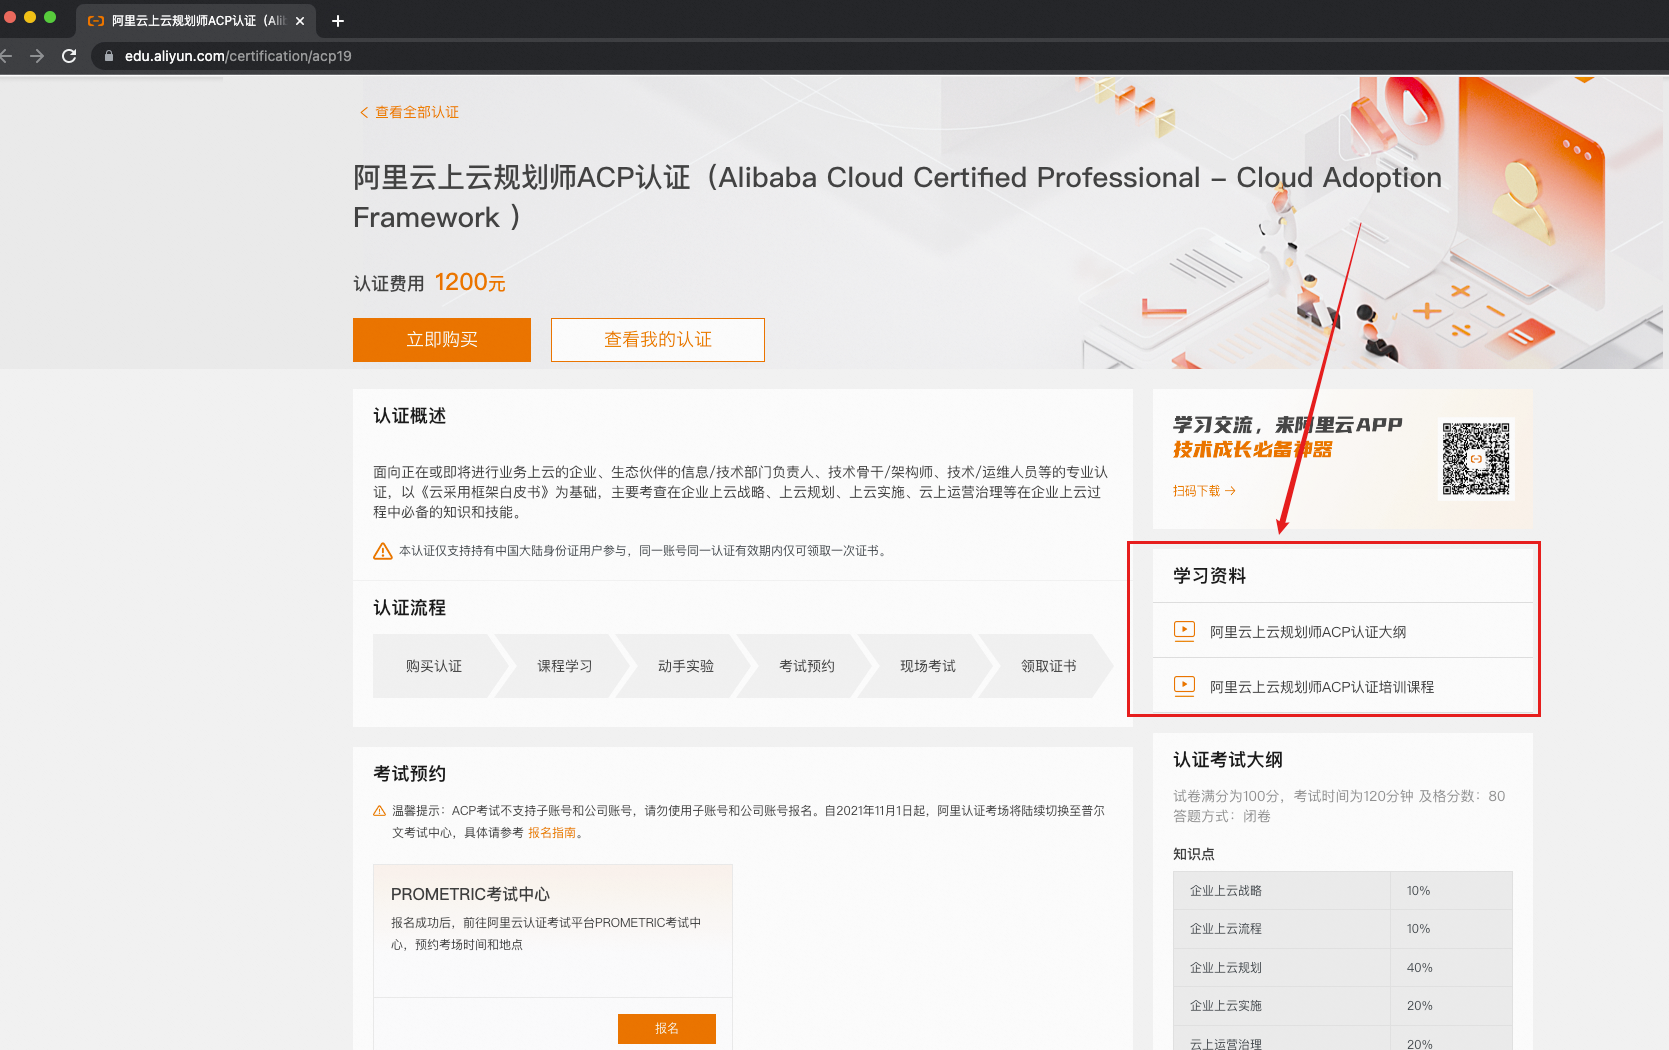 阿里云上云规划师ACP认证（Ali
edu.aliyun.com/certification/acp19
查看全部认证
阿里云上云规划师ACP认证（Alibaba Cloud Certified Professional - Cloud Adoption
Framework ）
认证费用 1200元
立即购买
查看我的认证
认证概述
面向正在或即将进行业务上云的企业、生态伙伴的信息/技术部门负责人、技术骨干/架构师、技术/运维人员等的专业认
证，以《云采用框架白皮书》为基础，主要考查在企业上云战略、上云规划、上云实施、云上运营治理等在企业上云过
程中必备的知识和技能。
本认证仅支持持有中国大陆身份证用户参与，同一账号同一认证有效期内仅可领取一次证书。
认证流程
购买认证
课程学习
动手实验
考试预约
现场考试
领取证书
考试预约
温馨提示：ACP考试不支持子账号和公司账号，请勿使用子账号和公司账号报名。自2021年11月1日起，阿里认证考场将陆续切换至普尔
文考试中心，具体请参考 报名指南。
PROMETRIC考试中心
报名成功后，前往阿里云认证考试平台PROMETRIC考试中
心，预约考场时间和地点
报名
学习交流，来阿里云APP
技术成长必备神器
扫码下载 →
学习资料
阿里云上云规划师ACP认证大纲
阿里云上云规划师ACP认证培训课程
认证考试大纲
试卷满分为100分，考试时间为120分钟 及格分数：80
答题方式：闭卷
知识点
企业上云战略 10%
企业上云流程 10%
企业上云规划 40%
企业上云实施 20%
云上运营治理 20%